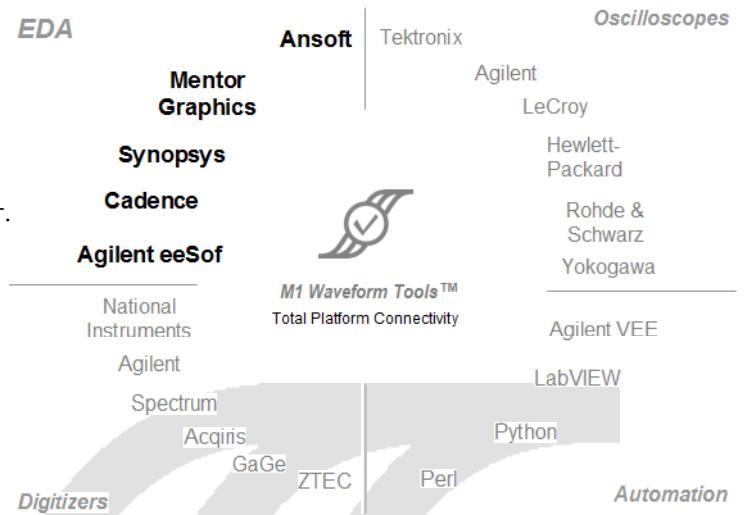 EDA
Oscilloscopes
Ansoft
Tektronix
Mentor
Graphics
Agilent
LeCroy
Synopsys
Hewlett-
Packard
Cadence
Rohde &
Schwarz
Agilent eeSof
Yokogawa
M1 Waveform Tools™
Total Platform Connectivity
National
Instruments
Agilent VEE
Agilent
LabVIEW
Spectrum
Acqiris
Python
GaGe
ZTEC
Perl
Digitizers
Automation